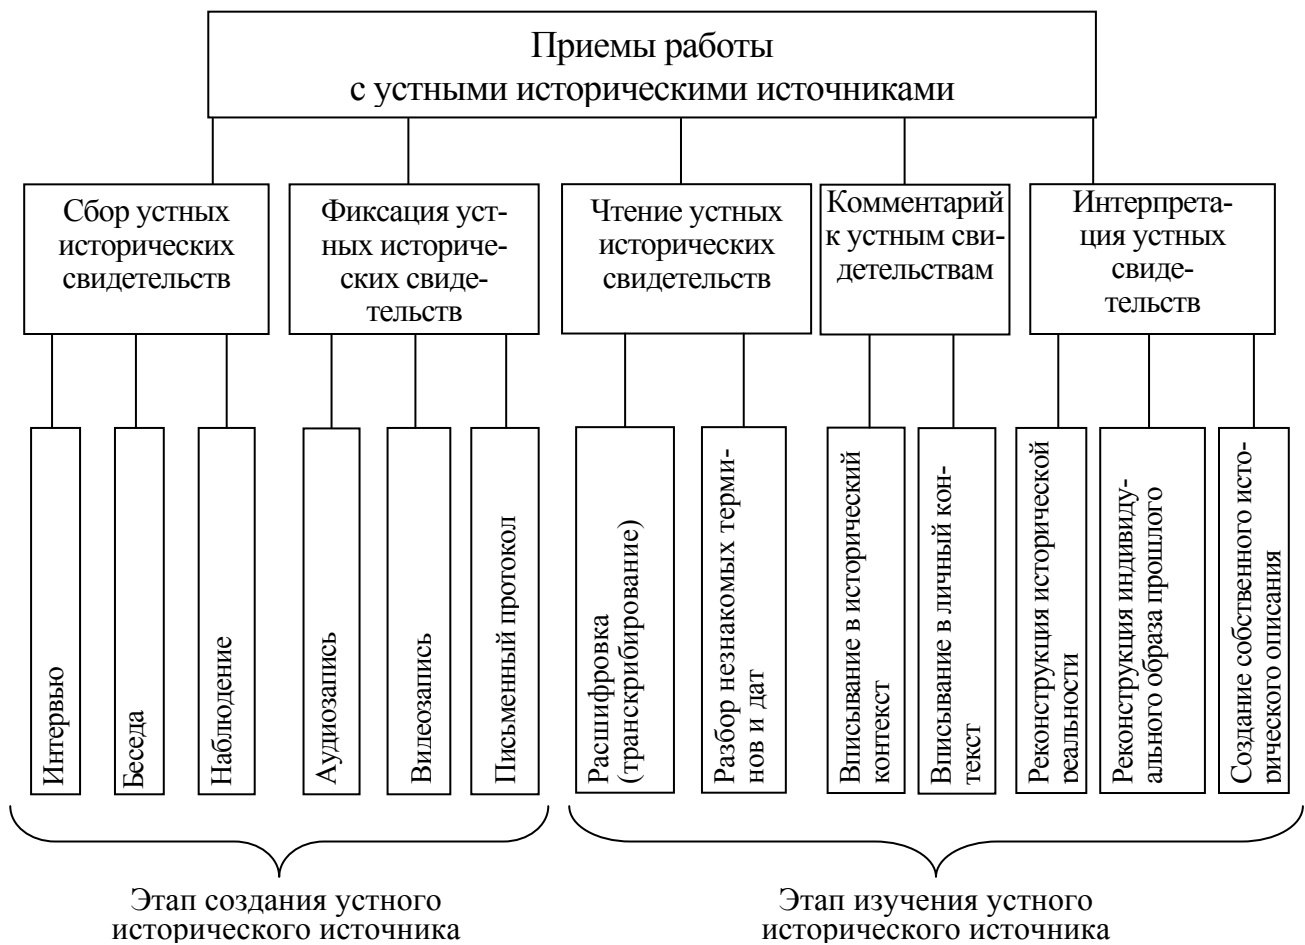 Приемы работы
с устными историческими источниками
Сбор устных
исторических
свидетельств
Фиксация уст-
ных историче-
ских свиде-
тельств
Чтение устных
исторических
свидетельств
Комментарий
к устным сви-
детельствам
Интерпрета-
ция устных
свиде-
тельств
Интервью
Беседа
Наблюдение
Аудиозапись
Видеозапись
Письменный протокол
Расшифровка
(транскрибирование)
Разбор незнакомых терми-
нов и дат
Вписывание в исторический
контекст
Вписывание в личный кон-
текст
Реконструкция исторической
реальности
Реконструкция индивиду-
ального образа прошлого
Создание собственного исто-
рического описания
Этап создания устного
исторического источника
Этап изучения устного
исторического источника